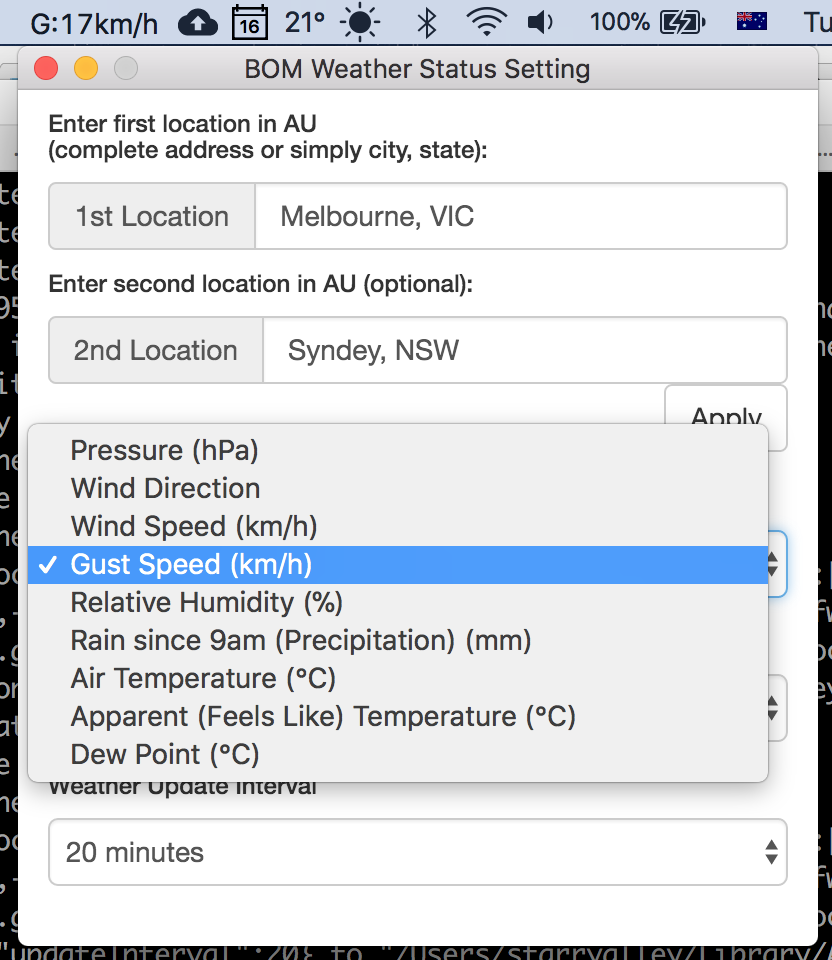 G:17km/h 16 21° 100% Tu
BOM Weather Status Setting
Enter first location in AU
(complete address or simply city, state):
1st Location Melbourne, VIC
Enter second location in AU (optional):
2nd Location Syndey, NSW
Apply
Pressure (hPa)
Wind Direction
Wind Speed (km/h)
✓ Gust Speed (km/h)
Relative Humidity (%)
Rain since 9am (Precipitation) (mm)
Air Temperature (°C)
Apparent (Feels Like) Temperature (°C)
Dew Point (°C)
Weather Update Interval
20 minutes
"updateInterval":20} to "/Users/starryalley/Library/